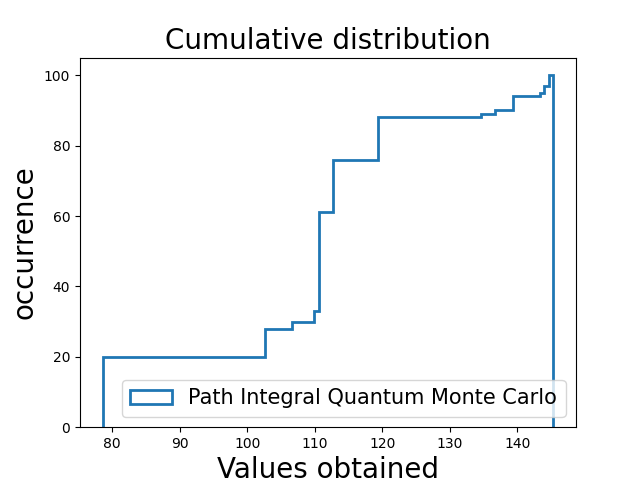 Cumulative distribution
occurrence
100
80
60
40
20
0
Path Integral Quantum Monte Carlo
80 90 100 110 120 130 140
Values obtained